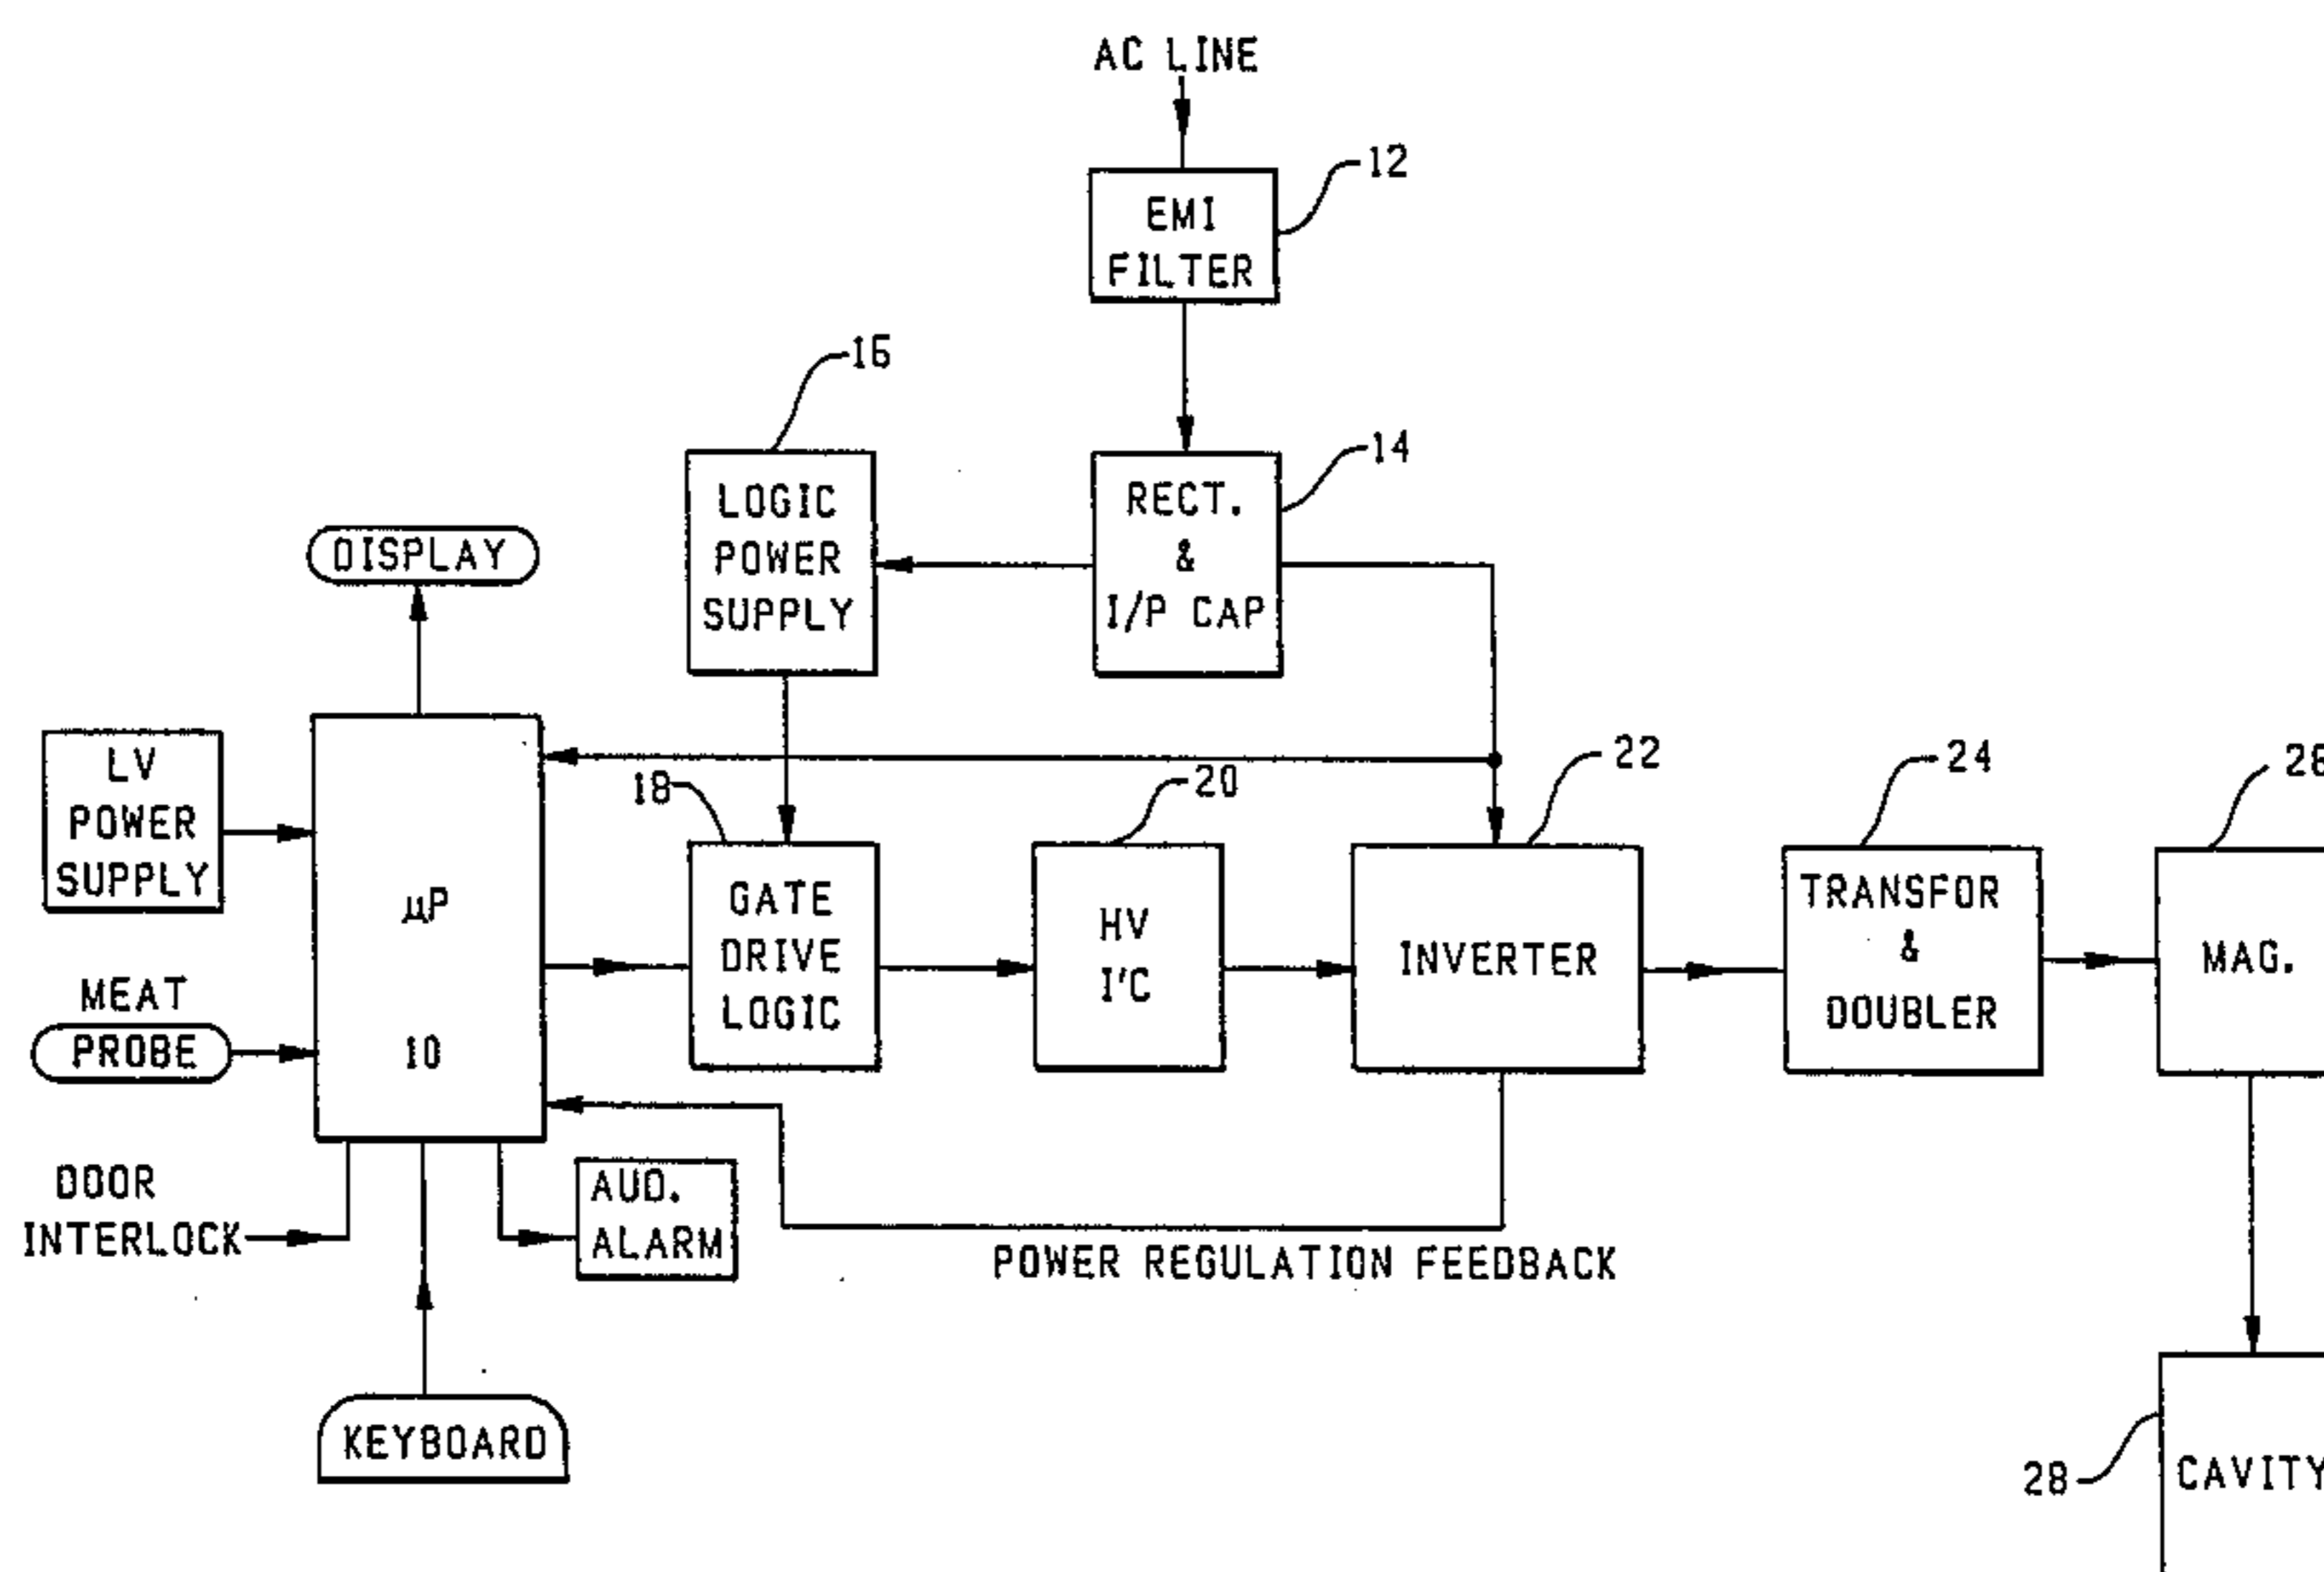 AC LINE
12
EMI
FILTER
16
14
LOGIC
POWER
SUPPLY
RECT.
&
I/P CAP
DISPLAY
LV
POWER
SUPPLY
18
20
22
24
µP
10
GATE
DRIVE
LOGIC
HV
I'C
INVERTER
TRANSFOR
&
DOUBLER
MAG.
MEAT
PROBE
DOOR
INTERLOCK
AUD.
ALARM
POWER REGULATION FEEDBACK
KEYBOARD
28
CAVITY